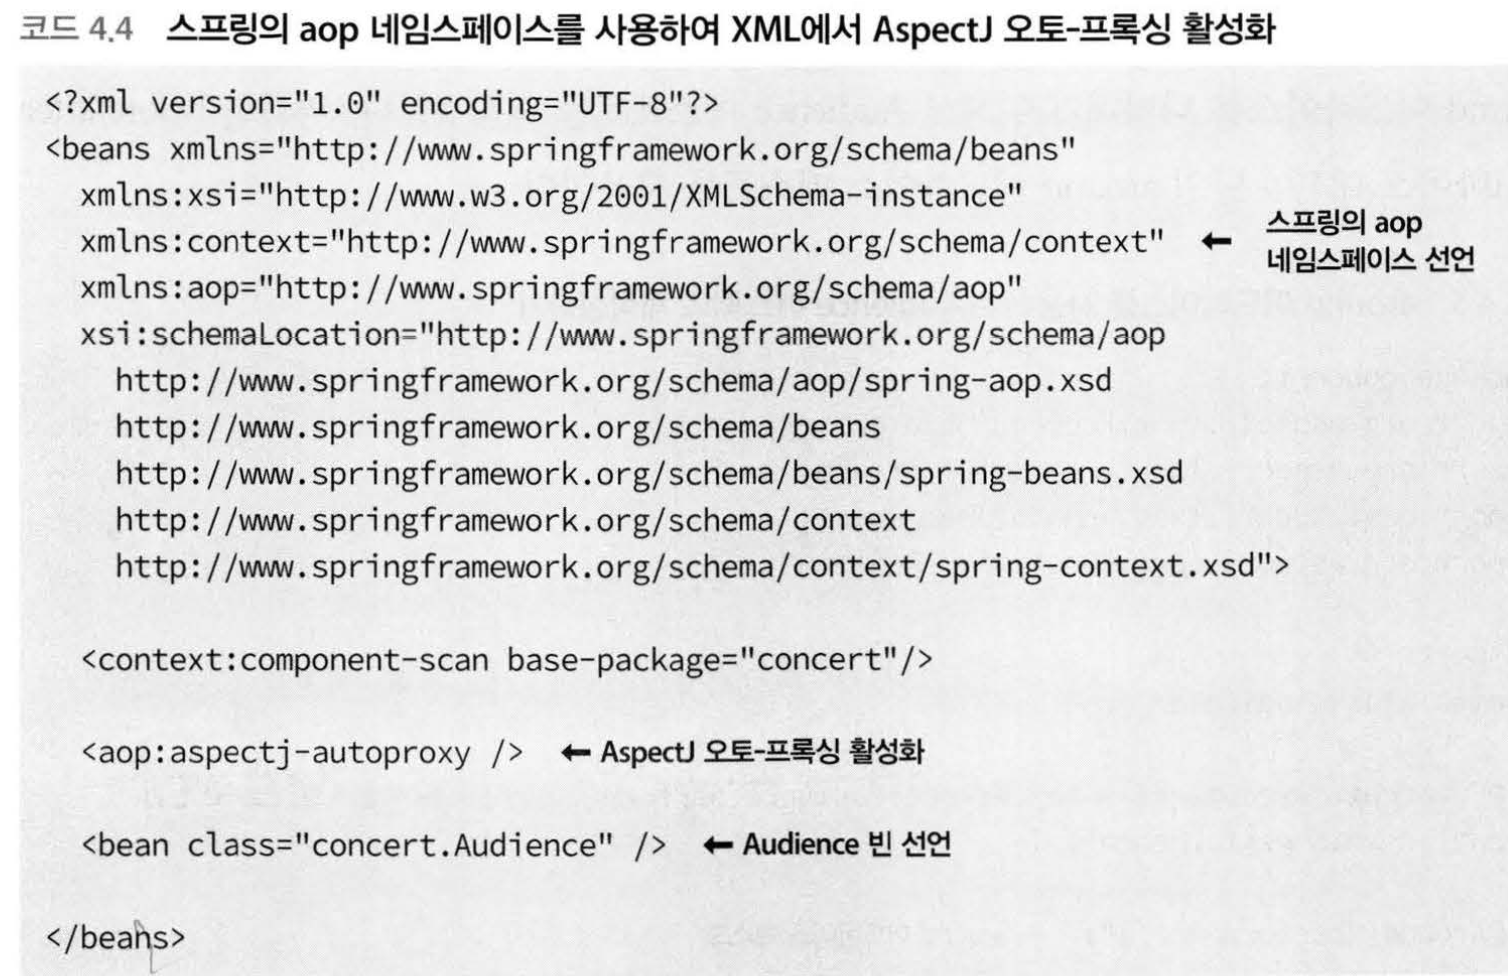 코드 4.4 스프링의 aop 네임스페이스를 사용하여 XML에서 AspectJ 오토-프록싱 활성화
<?xml version="1.0" encoding="UTF-8"?>
<beans xmlns="http://www.springframework.org/schema/beans"
xmlns:xsi="http://www.w3.org/2001/XMLSchema-instance"
xmlns:context="http://www.springframework.org/schema/context" ← 스프링의 aop
네임스페이스 선언
xmlns:aop="http://www.springframework.org/schema/aop"
xsi:schemaLocation="http://www.springframework.org/schema/aop
http://www.springframework.org/schema/aop/spring-aop.xsd
http://www.springframework.org/schema/beans
http://www.springframework.org/schema/beans/spring-beans.xsd
http://www.springframework.org/schema/context
http://www.springframework.org/schema/context/spring-context.xsd">
<context:component-scan base-package="concert"/>
<aop:aspectj-autoproxy /> ← AspectJ 오토-프록싱 활성화
<bean class="concert.Audience" /> ← Audience 빈 선언
</beans>